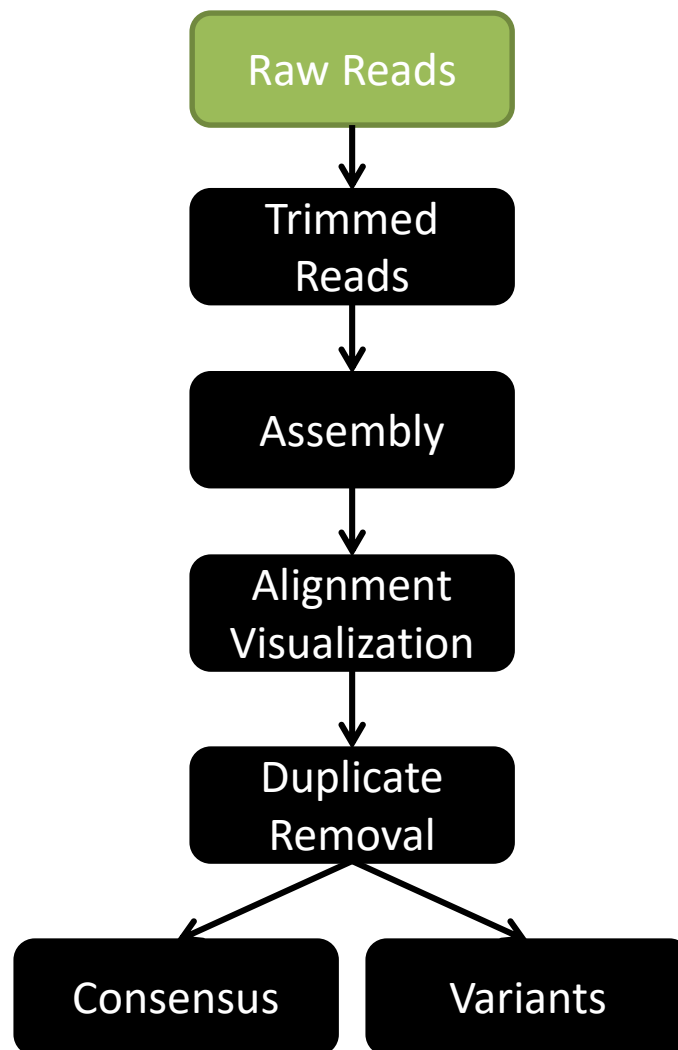 Raw Reads
Trimmed
Reads
Assembly
Alignment
Visualization
Duplicate
Removal
Consensus
Variants